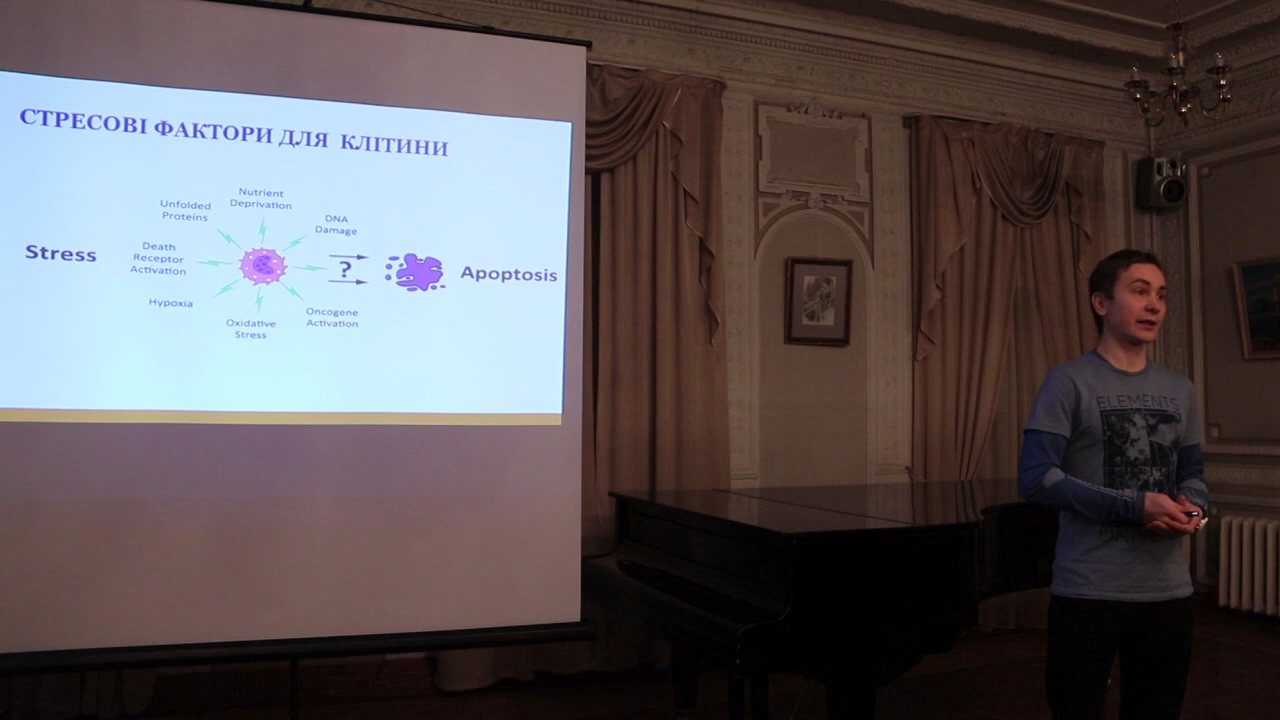 СТРЕСОВІ ФАКТОРИ ДЛЯ КЛІТИНИ
Nutrient
Deprivation
Unfolded
Proteins
DNA
Damage
Stress
Death
Receptor
Activation
?
Apoptosis
Hypoxia
Oncogene
Activation
Oxidative
Stress
ELEMENTS